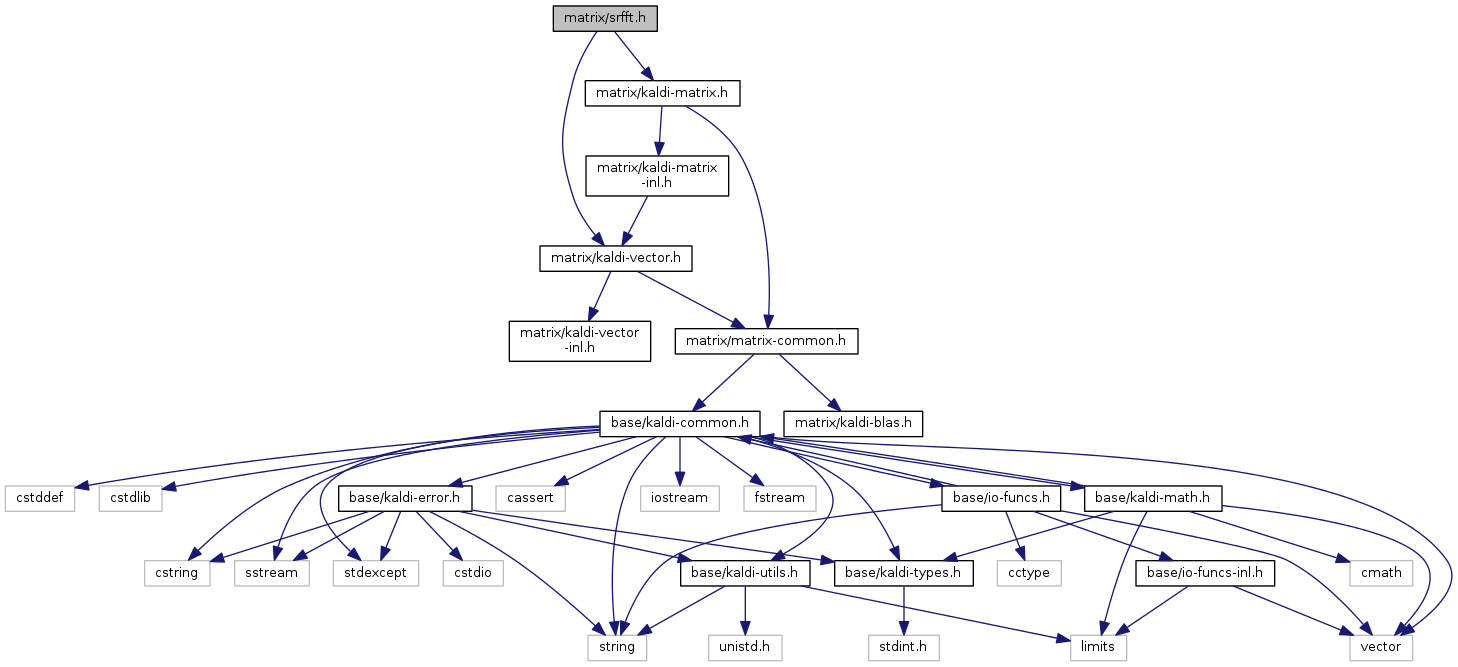 matrix/srfft.h
matrix/kaldi-matrix.h
matrix/kaldi-matrix
-inl.h
matrix/kaldi-vector.h
matrix/kaldi-vector
-inl.h
matrix/matrix-common.h
base/kaldi-common.h
matrix/kaldi-blas.h
cstddef
cstdlib
base/kaldi-error.h
cassert
iostream
fstream
base/io-funcs.h
base/kaldi-math.h
cstring
sstream
stdexcept
cstdio
base/kaldi-utils.h
base/kaldi-types.h
cctype
base/io-funcs-inl.h
cmath
string
unistd.h
stdint.h
limits
vector